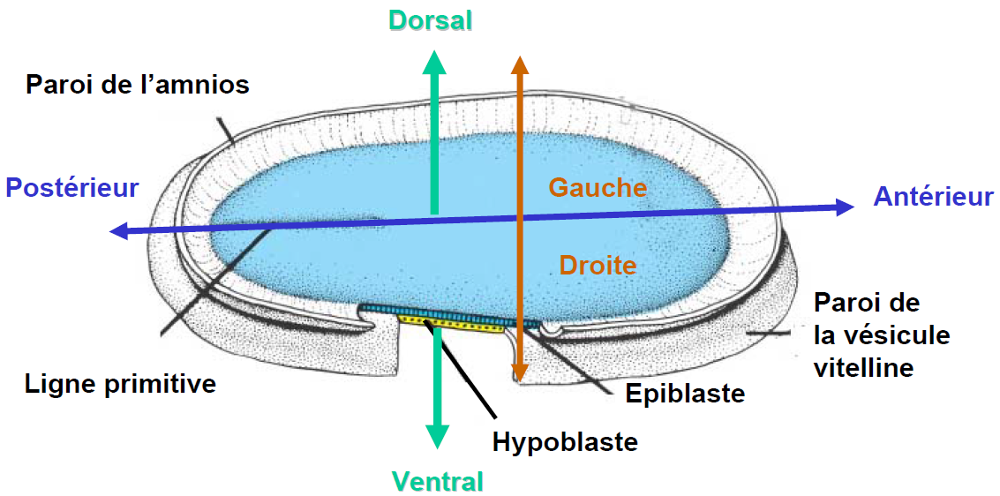 Dorsal
Paroi de l’amnios
Postérieur
Gauche
Antérieur
Droite
Paroi de
la vésicule
vitelline
Ligne primitive
Epiblaste
Hypoblaste
Ventral